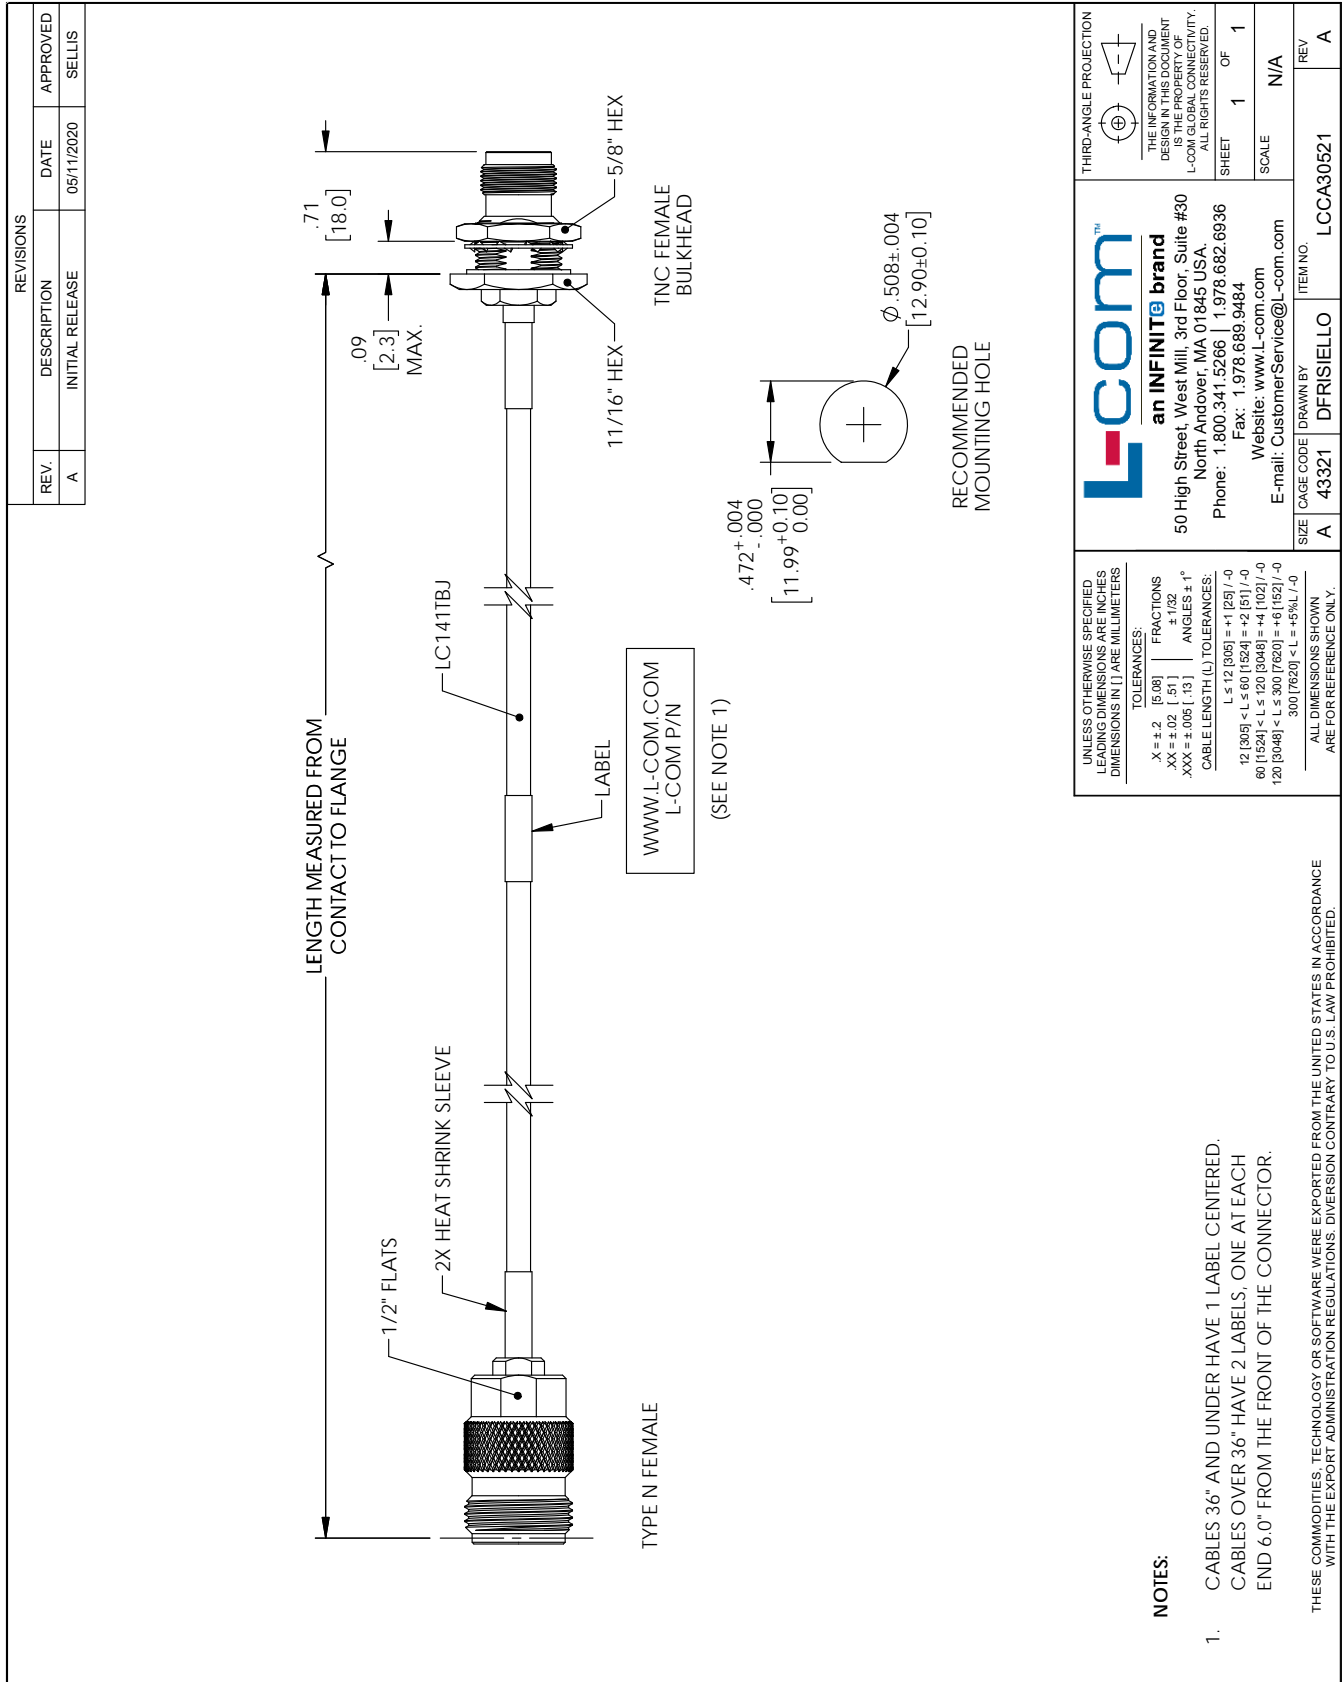 REVISIONS
REV. DESCRIPTION DATE APPROVED
A INITIAL RELEASE 05/11/2020 SELLIS
LENGTH MEASURED FROM
CONTACT TO FLANGE
.71
[18.0]
.09
[2.3]
MAX.
1/2" FLATS
2X HEAT SHRINK SLEEVE
LC141TBJ
11/16" HEX
5/8" HEX
LABEL
TYPE N FEMALE
WWW.L-COM.COM
L-COM P/N
(SEE NOTE 1)
TNC FEMALE
BULKHEAD
.472+.004
-.000
[11.99+0.10
0.00]
Ø.508±.004
[12.90±0.10]
RECOMMENDED
MOUNTING HOLE
NOTES:
1. CABLES 36" AND UNDER HAVE 1 LABEL CENTERED.
CABLES OVER 36" HAVE 2 LABELS, ONE AT EACH
END 6.0" FROM THE FRONT OF THE CONNECTOR.
THESE COMMODITIES, TECHNOLOGY OR SOFTWARE WERE EXPORTED FROM THE UNITED STATES IN ACCORDANCE
WITH THE EXPORT ADMINISTRATION REGULATIONS. DIVERSION CONTRARY TO U.S. LAW PROHIBITED.
UNLESS OTHERWISE SPECIFIED
LEADING DIMENSIONS ARE INCHES
DIMENSIONS IN [ ] ARE MILLIMETERS
TOLERANCES:
.X = ±.2 [5.08] FRACTIONS
.XX = ±.02 [.51] ± 1/32
.XXX = ±.005 [.13] ANGLES ± 1°
CABLE LENGTH (L) TOLERANCES:
L ≤ 12 [305] = +1 [25] / -0
12 [305] < L ≤ 60 [1524] = +2 [51] / -0
60 [1524] < L ≤ 120 [3048] = +4 [102] / -0
120 [3048] < L ≤ 300 [7620] = +6 [152] / -0
300 [7620] < L = +5%L / -0
ALL DIMENSIONS SHOWN
ARE FOR REFERENCE ONLY.
L-com™
an INFINITe brand
50 High Street, West Mill, 3rd Floor, Suite #30
North Andover, MA 01845 USA.
Phone: 1.800.341.5266 | 1.978.682.6936
Fax: 1.978.689.9484
Website: www.L-com.com
E-mail: CustomerService@L-com.com
THIRD-ANGLE PROJECTION
THE INFORMATION AND
DESIGN IN THIS DOCUMENT
IS THE PROPERTY OF
L-COM GLOBAL CONNECTIVITY.
ALL RIGHTS RESERVED.
SHEET 1 OF 1
SCALE N/A
SIZE CAGE CODE DRAWN BY ITEM NO. REV
A 43321 DFRISIELLO LCCA30521 A